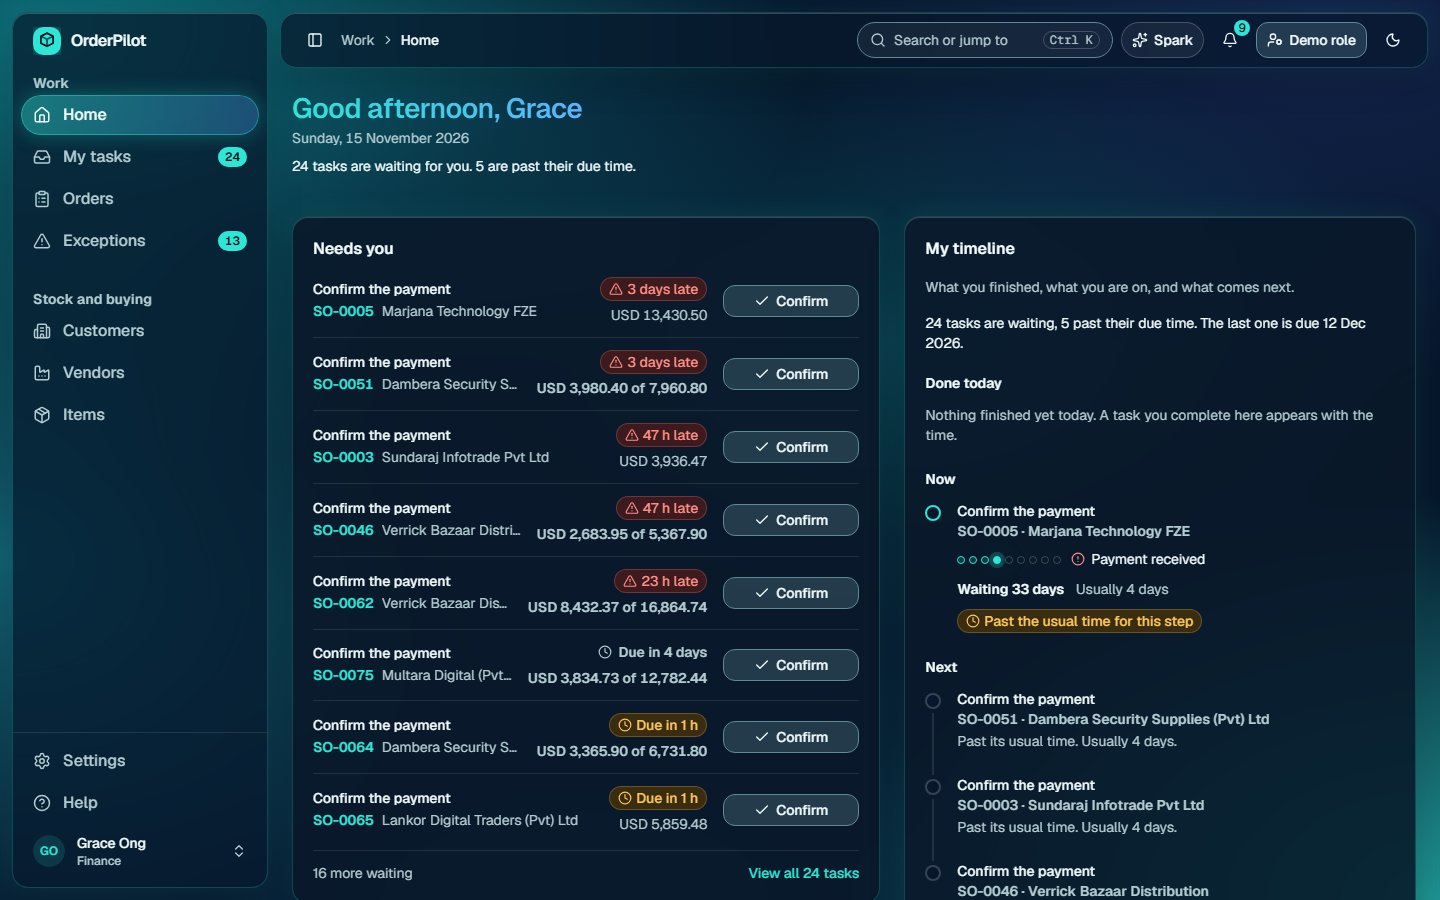 OrderPilot
Work
Home
My tasks 24
Orders
Exceptions 13
Stock and buying
Customers
Vendors
Items
Settings
Help
GO
Grace Ong
Finance
Work > Home
Search or jump to Ctrl K
Spark
9
Demo role
Good afternoon, Grace
Sunday, 15 November 2026
24 tasks are waiting for you. 5 are past their due time.
Needs you
Confirm the payment 3 days late
SO-0005 Marjana Technology FZE USD 13,430.50
Confirm
Confirm the payment 3 days late
SO-0051 Dambera Security S... USD 3,980.40 of 7,960.80
Confirm
Confirm the payment 47 h late
SO-0003 Sundaraj Infotrade Pvt Ltd USD 3,936.47
Confirm
Confirm the payment 47 h late
SO-0046 Verrick Bazaar Distri... USD 2,683.95 of 5,367.90
Confirm
Confirm the payment 23 h late
SO-0062 Verrick Bazaar Dis... USD 8,432.37 of 16,864.74
Confirm
Confirm the payment Due in 4 days
SO-0075 Multara Digital (Pvt... USD 3,834.73 of 12,782.44
Confirm
Confirm the payment Due in 1 h
SO-0064 Dambera Security S... USD 3,365.90 of 6,731.80
Confirm
Confirm the payment Due in 1 h
SO-0065 Lankor Digital Traders (Pvt) Ltd USD 5,859.48
Confirm
16 more waiting View all 24 tasks
My timeline
What you finished, what you are on, and what comes next.
24 tasks are waiting, 5 past their due time. The last one is due 12 Dec
2026.
Done today
Nothing finished yet today. A task you complete here appears with the
time.
Now
Confirm the payment
SO-0005 · Marjana Technology FZE
Payment received
Waiting 33 days Usually 4 days
Past the usual time for this step
Next
Confirm the payment
SO-0051 · Dambera Security Supplies (Pvt) Ltd
Past its usual time. Usually 4 days.
Confirm the payment
SO-0003 · Sundaraj Infotrade Pvt Ltd
Past its usual time. Usually 4 days.
Confirm the payment
SO-0046 · Verrick Bazaar Distribution